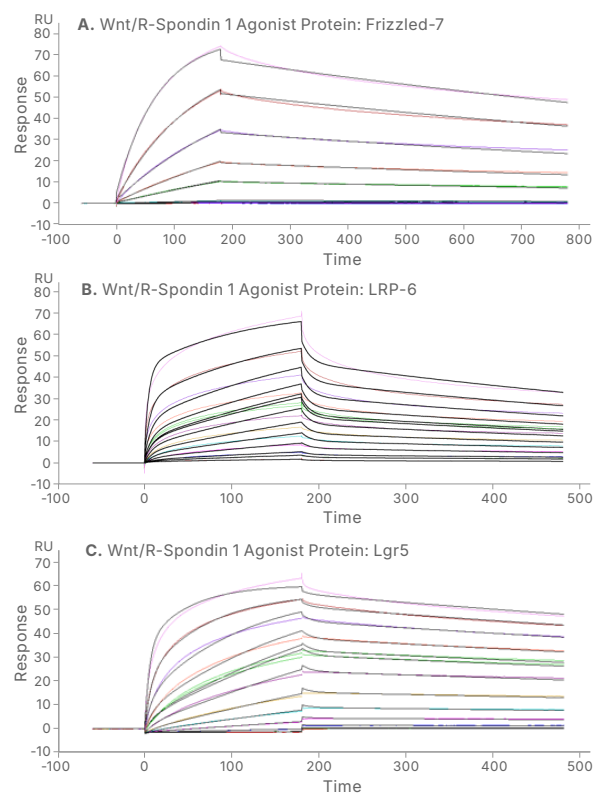 RU
A. Wnt/R-Spondin 1 Agonist Protein: Frizzled-7
80
70
60
50
40
30
20
10
0
-10
Response
-100 0 100 200 300 400 500 600 700 800
Time
RU
B. Wnt/R-Spondin 1 Agonist Protein: LRP-6
80
70
60
50
40
30
20
10
0
-10
Response
-100 0 100 200 300 400 500
Time
RU
C. Wnt/R-Spondin 1 Agonist Protein: Lgr5
70
60
50
40
30
20
10
0
-10
Response
-100 0 100 200 300 400 500
Time